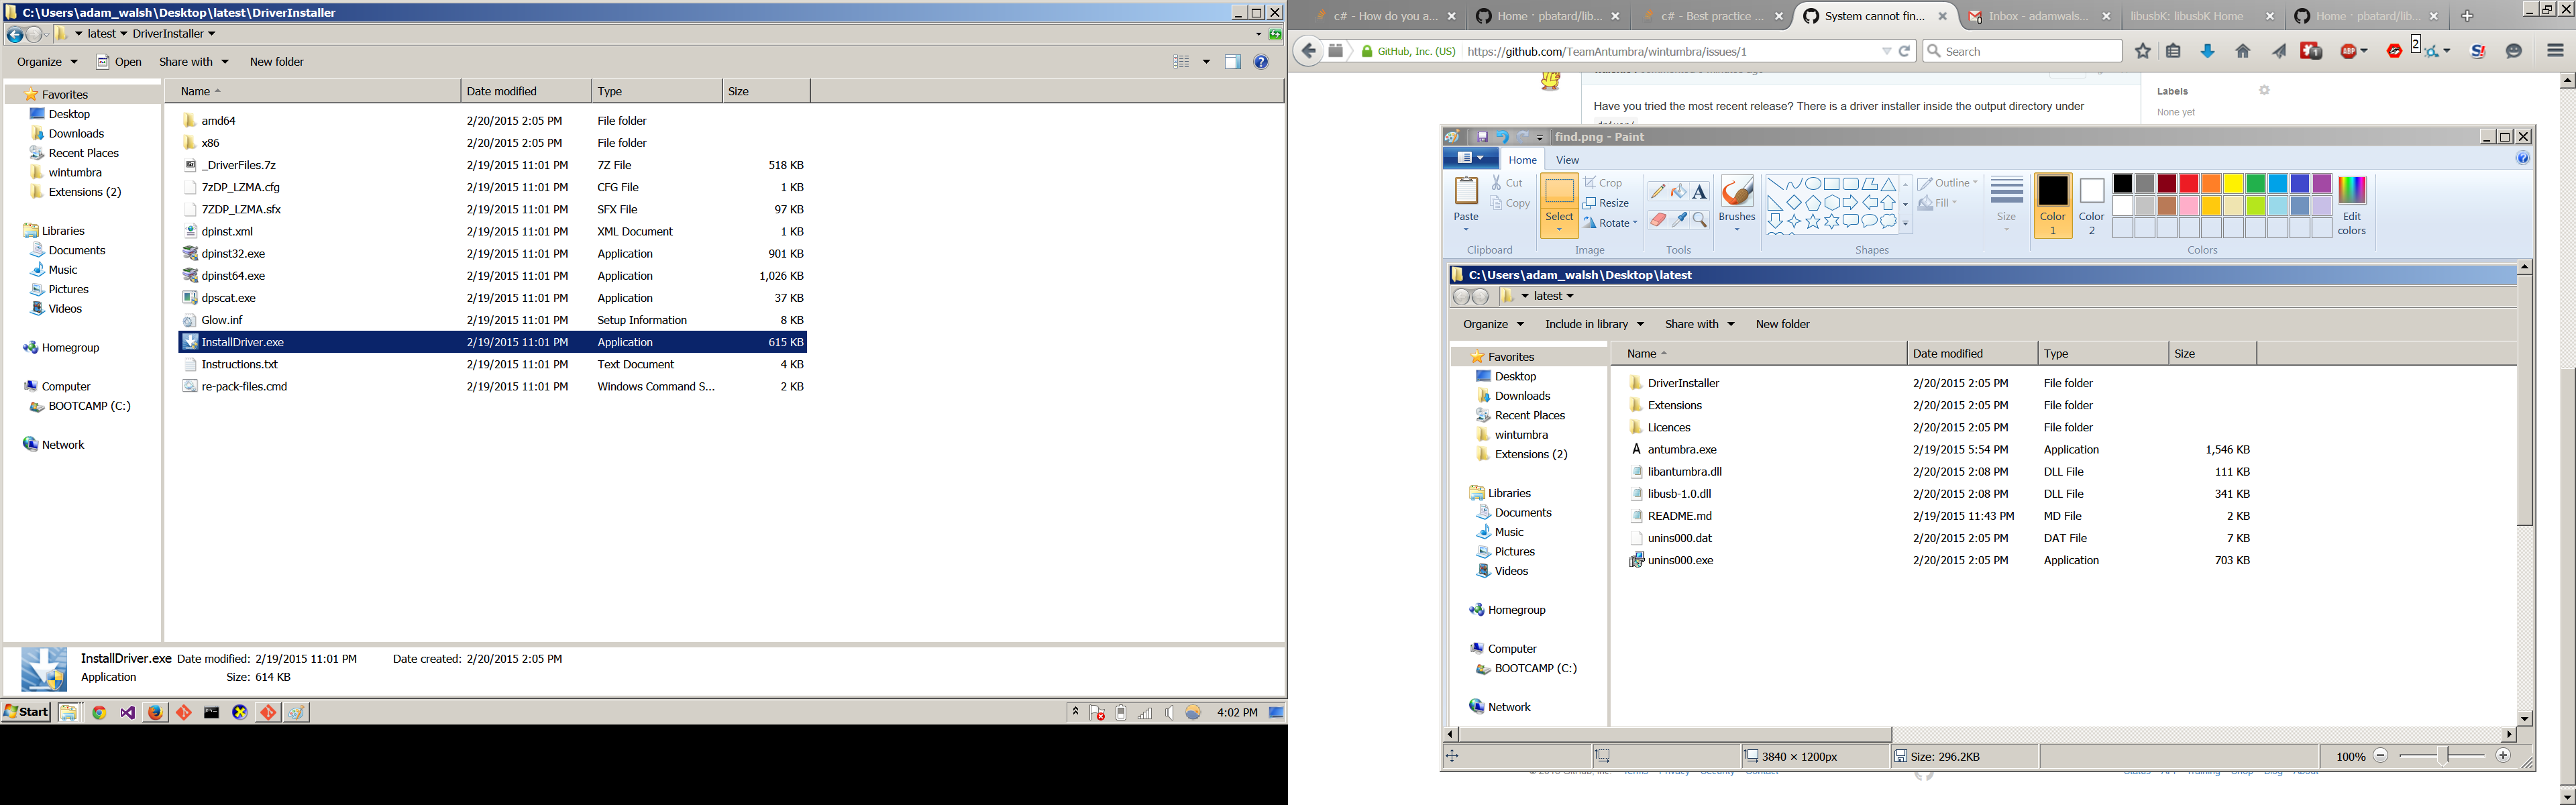 C:\Users\adam_walsh\Desktop\latest\DriverInstaller
latest DriverInstaller
Organize Open Share with New folder
Name Date modified Type Size
Favorites
Desktop
Downloads
Recent Places
wintumbra
Extensions (2)
Libraries
Documents
Music
Pictures
Videos
Homegroup
Computer
BOOTCAMP (C:)
Network
amd64 2/20/2015 2:05 PM File folder
x86 2/20/2015 2:05 PM File folder
_DriverFiles.7z 2/19/2015 11:01 PM 7Z File 518 KB
7zDP_LZMA.cfg 2/19/2015 11:01 PM CFG File 1 KB
7ZDP_LZMA.sfx 2/19/2015 11:01 PM SFX File 97 KB
dpinst.xml 2/19/2015 11:01 PM XML Document 1 KB
dpinst32.exe 2/19/2015 11:01 PM Application 901 KB
dpinst64.exe 2/19/2015 11:01 PM Application 1,026 KB
dpscat.exe 2/19/2015 11:01 PM Application 37 KB
Glow.inf 2/19/2015 11:01 PM Setup Information 8 KB
InstallDriver.exe 2/19/2015 11:01 PM Application 615 KB
Instructions.txt 2/19/2015 11:01 PM Text Document 4 KB
re-pack-files.cmd 2/19/2015 11:01 PM Windows Command S... 2 KB
InstallDriver.exe Date modified: 2/19/2015 11:01 PM Date created: 2/20/2015 2:05 PM
Application Size: 614 KB
Start 4:02 PM
c# - How do you a... Home · pbatard/lib... c# - Best practice ... System cannot fin... Inbox - adamwals... libusbK: libusbK Home Home · pbatard/lib...
GitHub, Inc. (US) https://github.com/TeamAntumbra/wintumbra/issues/1 Search 2
Have you tried the most recent release? There is a driver installer inside the output directory under
Labels
None yet
find.png - Paint
Home View
Paste Cut Copy Select Crop Resize Rotate Brushes Outline Fill Size Color 1 Color 2 Edit colors
Clipboard Image Tools Shapes Colors
C:\Users\adam_walsh\Desktop\latest
latest
Organize Include in library Share with New folder
Name Date modified Type Size
Favorites
Desktop
Downloads
Recent Places
wintumbra
Extensions (2)
Libraries
Documents
Music
Pictures
Videos
Homegroup
Computer
BOOTCAMP (C:)
Network
DriverInstaller 2/20/2015 2:05 PM File folder
Extensions 2/20/2015 2:05 PM File folder
Licences 2/20/2015 2:05 PM File folder
antumbra.exe 2/19/2015 5:54 PM Application 1,546 KB
libantumbra.dll 2/20/2015 2:08 PM DLL File 111 KB
libusb-1.0.dll 2/20/2015 2:08 PM DLL File 341 KB
README.md 2/19/2015 11:43 PM MD File 2 KB
unins000.dat 2/20/2015 2:05 PM DAT File 7 KB
unins000.exe 2/20/2015 2:05 PM Application 703 KB
3840 × 1200px Size: 296.2KB 100%